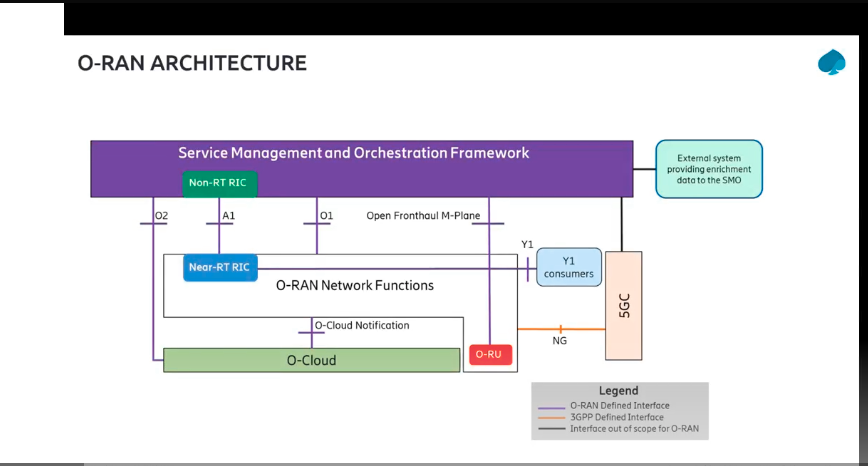 O-RAN ARCHITECTURE
Service Management and Orchestration Framework
Non-RT RIC
External system
providing enrichment
data to the SMO
O2
A1
O1
Open Fronthaul M-Plane
Y1
Near-RT RIC
O-RAN Network Functions
Y1
consumers
5GC
O-Cloud Notification
NG
O-Cloud
O-RU
Legend
O-RAN Defined Interface
3GPP Defined Interface
Interface out of scope for O-RAN